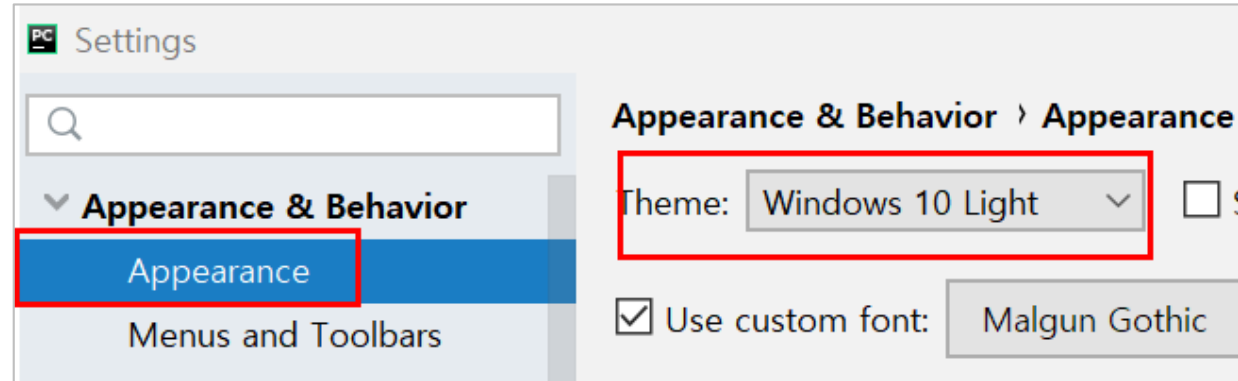 PC Settings
Appearance & Behavior › Appearance
Appearance & Behavior
Appearance
Menus and Toolbars
Theme: Windows 10 Light
Use custom font: Malgun Gothic